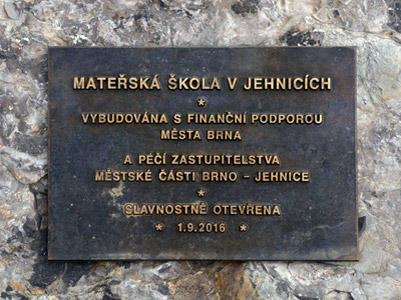 MATEŘSKÁ ŠKOLA V JEHNICÍCH
*
VYBUDOVÁNA S FINANČNÍ PODPOROU
MĚSTA BRNA
A PÉČÍ ZASTUPITELSTVA
MĚSTSKÉ ČÁSTI BRNO - JEHNICE
*
SLAVNOSTNĚ OTEVŘENA
* 1.9.2016 *